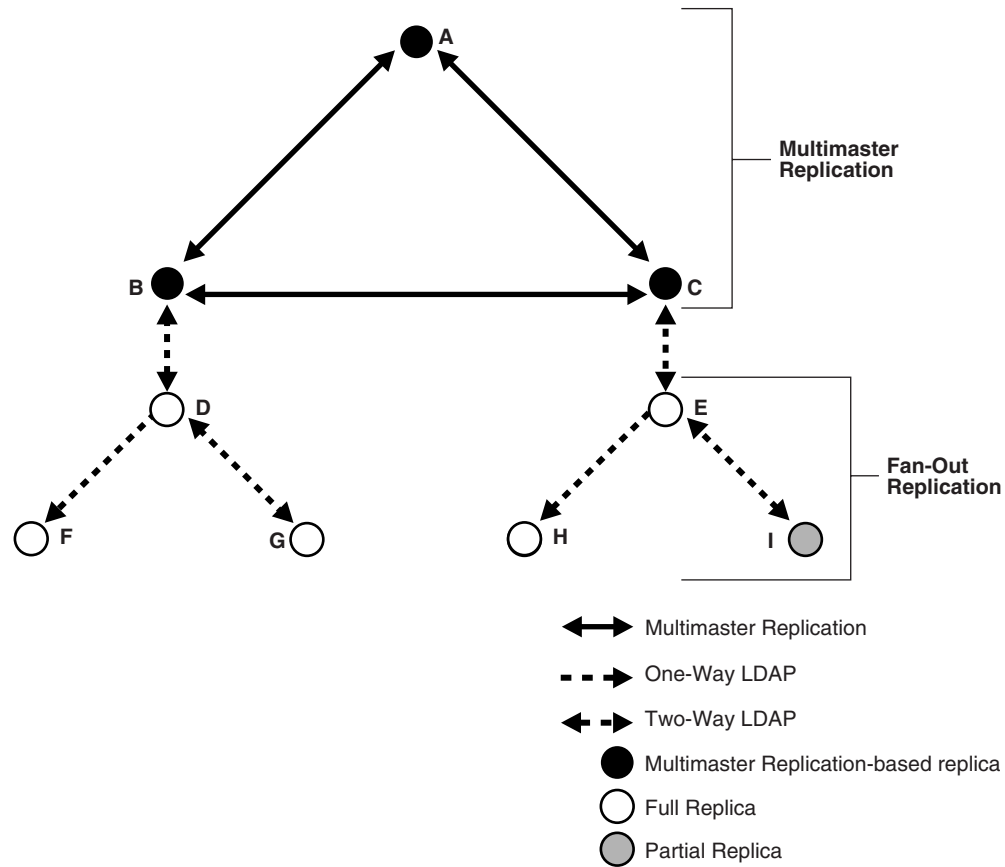 A
Multimaster
Replication
B
C
D
E
Fan-Out
Replication
F
G
H
I
Multimaster Replication
One-Way LDAP
Two-Way LDAP
Multimaster Replication-based replica
Full Replica
Partial Replica